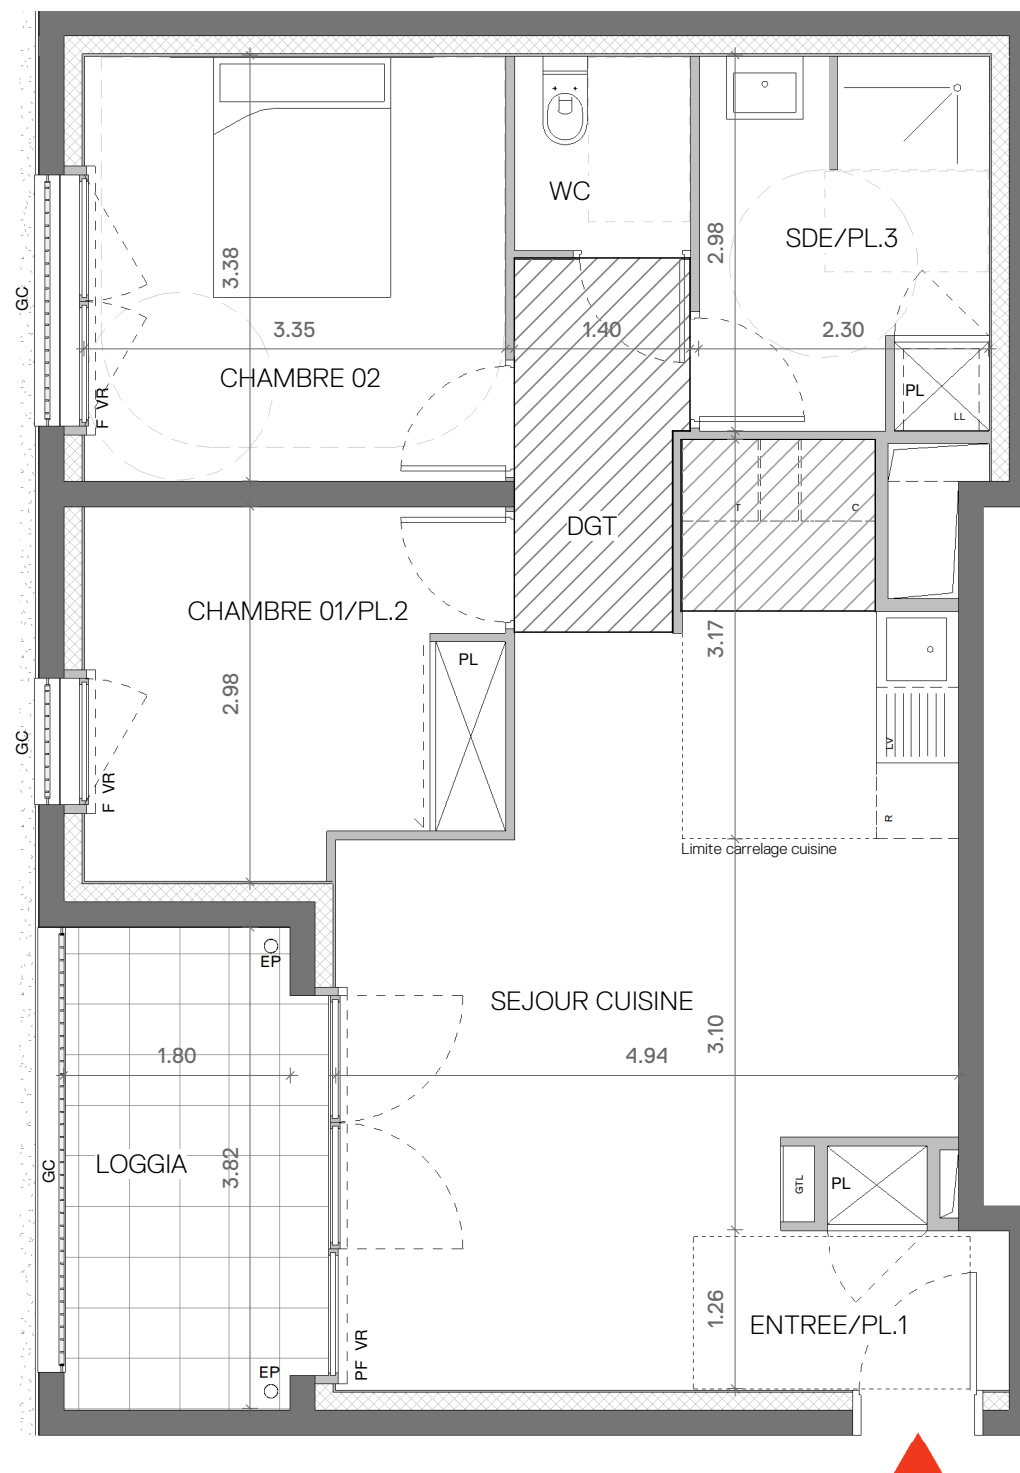 WC
SDE/PL.3
2.98
3.38
GC
3.35
1.40
2.30
CHAMBRE 02
F VR
PL
LL
T
C
DGT
CHAMBRE 01/PL.2
3.17
PL
2.98
GC
LV
F VR
R
Limite carrelage cuisine
EP
SEJOUR CUISINE
3.10
1.80
4.94
LOGGIA
3.82
GC
GTL
PL
1.26
ENTREE/PL.1
PF VR
EP